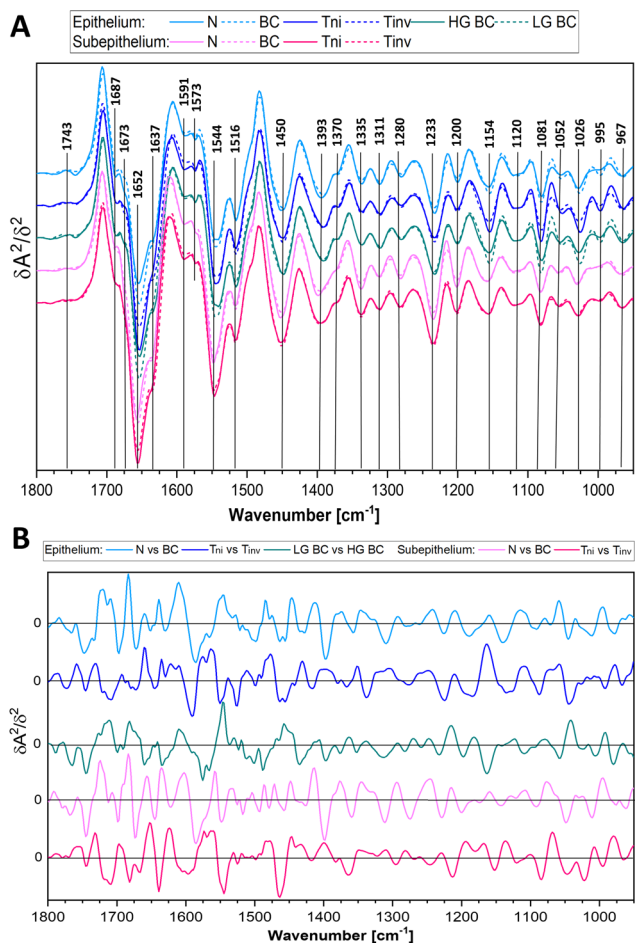 A
Epithelium: N BC Tni Tinv HG BC LG BC
Subepithelium: N BC Tni Tinv
1743
1687
1673
1652
1637
1591
1573
1544
1516
1450
1393
1370
1335
1311
1280
1233
1200
1154
1120
1081
1052
1026
995
967
δA²/δ²
1800 1700 1600 1500 1400 1300 1200 1100 1000
Wavenumber [cm⁻¹]
B
Epithelium: N vs BC Tni vs Tinv LG BC vs HG BC Subepithelium: N vs BC Tni vs Tinv
0
0
0
0
0
δA²/δ²
1800 1700 1600 1500 1400 1300 1200 1100 1000
Wavenumber [cm⁻¹]